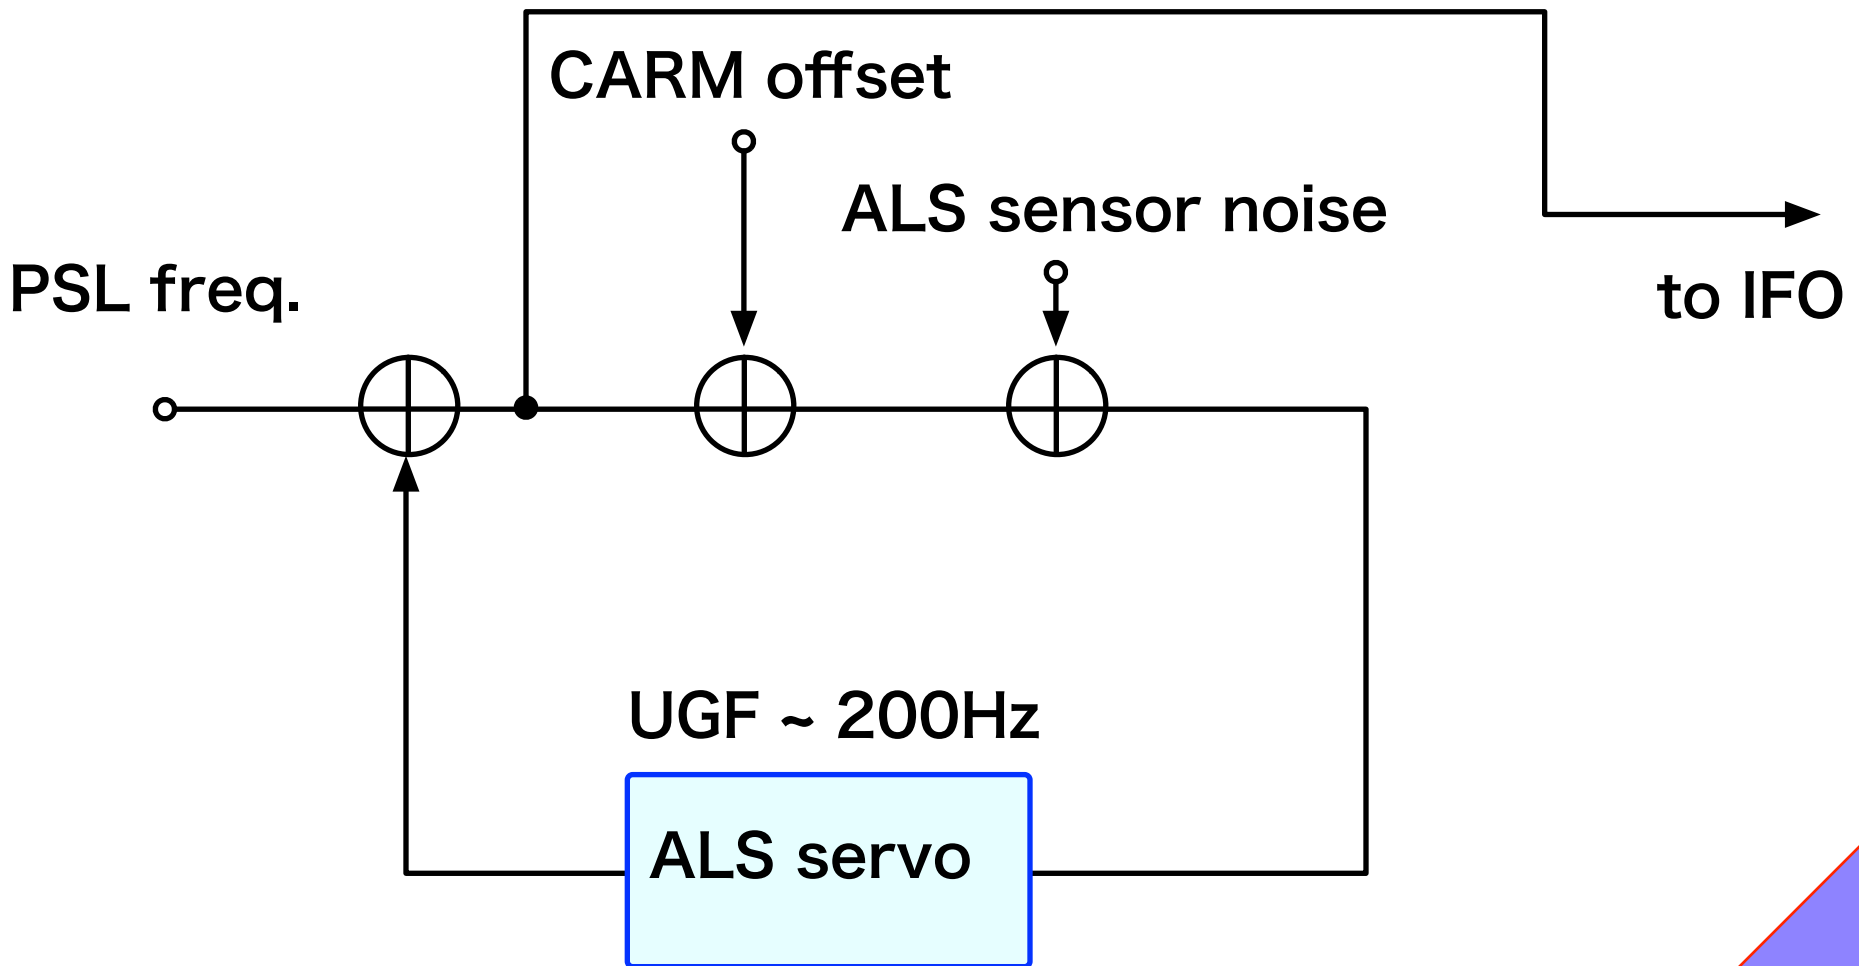 CARM offset
ALS sensor noise
PSL freq.
to IFO
UGF ~ 200Hz
ALS servo